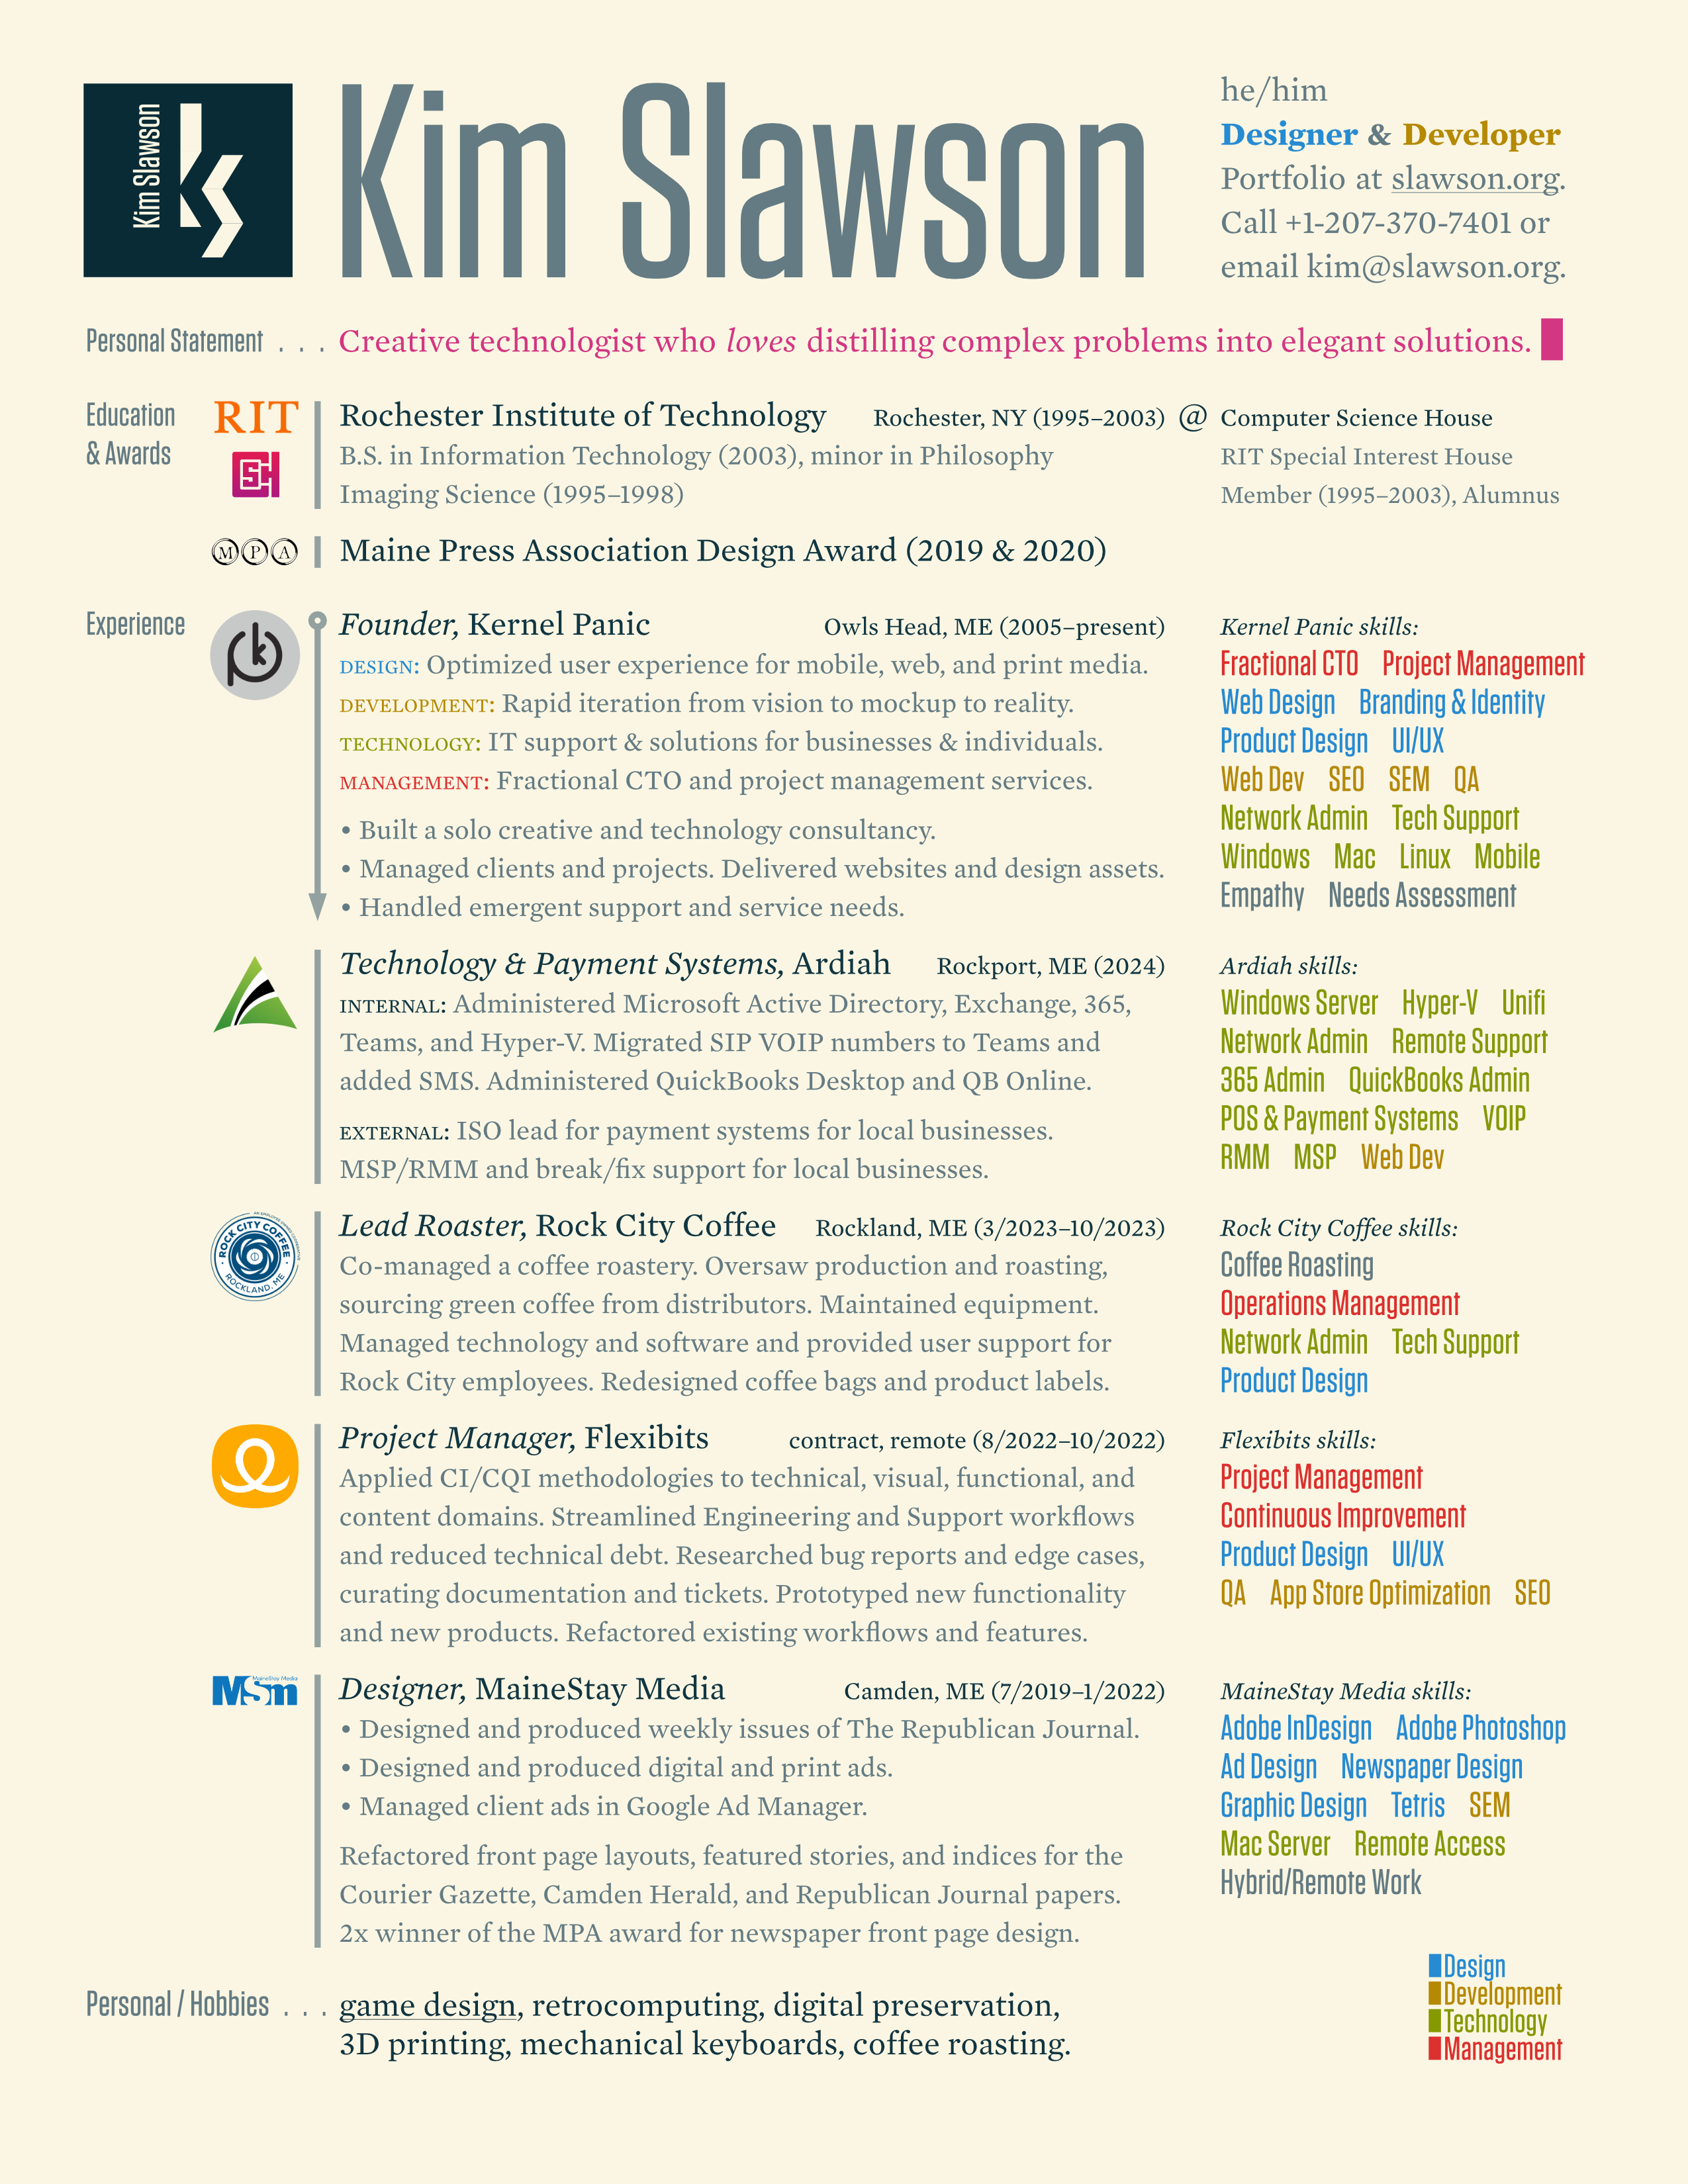 Kim Slawson
ks
Kim Slawson
he/him
Designer & Developer
Portfolio at slawson.org.
Call +1-207-370-7401 or
email kim@slawson.org.
Personal Statement . . . Creative technologist who loves distilling complex problems into elegant solutions.
Education
& Awards
RIT
CSH
Rochester Institute of Technology Rochester, NY (1995–2003) @ Computer Science House
B.S. in Information Technology (2003), minor in Philosophy
Imaging Science (1995–1998)
RIT Special Interest House
Member (1995–2003), Alumnus
MPA
Maine Press Association Design Award (2019 & 2020)
Experience
Founder, Kernel Panic Owls Head, ME (2005–present)
DESIGN: Optimized user experience for mobile, web, and print media.
DEVELOPMENT: Rapid iteration from vision to mockup to reality.
TECHNOLOGY: IT support & solutions for businesses & individuals.
MANAGEMENT: Fractional CTO and project management services.
• Built a solo creative and technology consultancy.
• Managed clients and projects. Delivered websites and design assets.
• Handled emergent support and service needs.
Kernel Panic skills:
Fractional CTO Project Management
Web Design Branding & Identity
Product Design UI/UX
Web Dev SEO SEM QA
Network Admin Tech Support
Windows Mac Linux Mobile
Empathy Needs Assessment
Technology & Payment Systems, Ardiah Rockport, ME (2024)
INTERNAL: Administered Microsoft Active Directory, Exchange, 365,
Teams, and Hyper-V. Migrated SIP VOIP numbers to Teams and
added SMS. Administered QuickBooks Desktop and QB Online.
EXTERNAL: ISO lead for payment systems for local businesses.
MSP/RMM and break/fix support for local businesses.
Ardiah skills:
Windows Server Hyper-V Unifi
Network Admin Remote Support
365 Admin QuickBooks Admin
POS & Payment Systems VOIP
RMM MSP Web Dev
ROCK CITY COFFEE
ROCKLAND, ME
Lead Roaster, Rock City Coffee Rockland, ME (3/2023–10/2023)
Co-managed a coffee roastery. Oversaw production and roasting,
sourcing green coffee from distributors. Maintained equipment.
Managed technology and software and provided user support for
Rock City employees. Redesigned coffee bags and product labels.
Rock City Coffee skills:
Coffee Roasting
Operations Management
Network Admin Tech Support
Product Design
Project Manager, Flexibits contract, remote (8/2022–10/2022)
Applied CI/CQI methodologies to technical, visual, functional, and
content domains. Streamlined Engineering and Support workflows
and reduced technical debt. Researched bug reports and edge cases,
curating documentation and tickets. Prototyped new functionality
and new products. Refactored existing workflows and features.
Flexibits skills:
Project Management
Continuous Improvement
Product Design UI/UX
QA App Store Optimization SEO
MaineStay Media
MSm
Designer, MaineStay Media Camden, ME (7/2019–1/2022)
• Designed and produced weekly issues of The Republican Journal.
• Designed and produced digital and print ads.
• Managed client ads in Google Ad Manager.
Refactored front page layouts, featured stories, and indices for the
Courier Gazette, Camden Herald, and Republican Journal papers.
2x winner of the MPA award for newspaper front page design.
MaineStay Media skills:
Adobe InDesign Adobe Photoshop
Ad Design Newspaper Design
Graphic Design Tetris SEM
Mac Server Remote Access
Hybrid/Remote Work
Personal / Hobbies . . . game design, retrocomputing, digital preservation,
3D printing, mechanical keyboards, coffee roasting.
Design
Development
Technology
Management